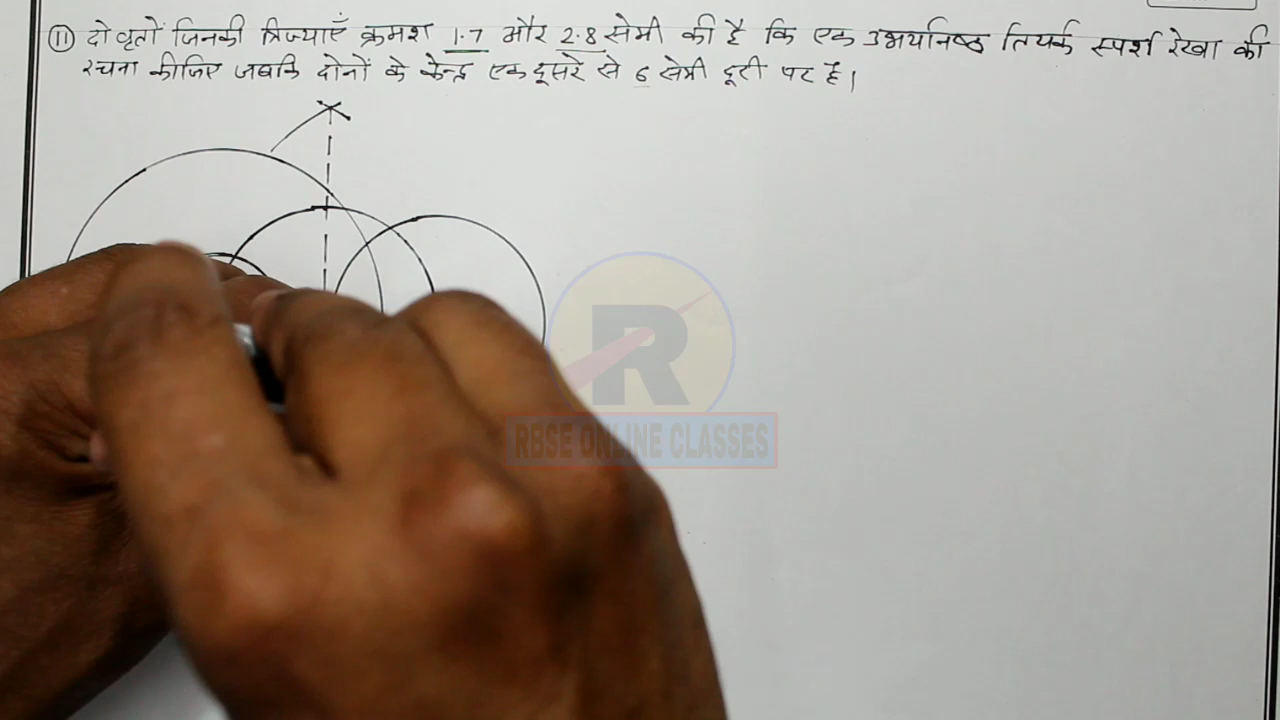 ⑪ दो वृतों जिनकी त्रिज्याएँ क्रमश 1.7 और 2.8 सेमी की है कि एक उभयनिष्ठ तिर्यक स्पर्श रेखा की
रचना कीजिए जबकि दोनों के केन्द्र एक दूसरे से 6 सेमी दूरी पर है।
R
RBSE ONLINE CLASSES